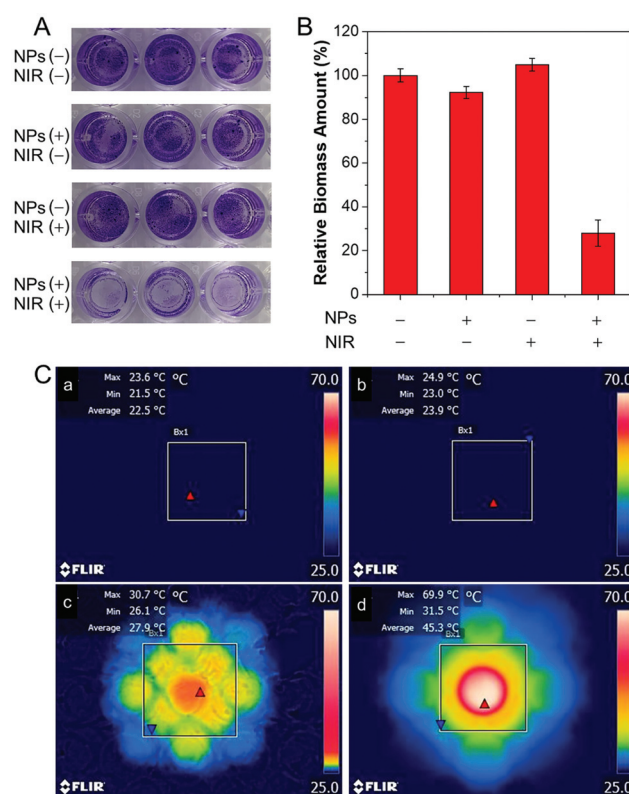 A
NPs (−)
NIR (−)
NPs (+)
NIR (−)
NPs (−)
NIR (+)
NPs (+)
NIR (+)
B
Relative Biomass Amount (%)
120
100
80
60
40
20
0
NPs − + − +
NIR − − + +
C
a
Max 23.6 °C °C
Min 21.5 °C
Average 22.5 °C
70.0
Bx1
FLIR
25.0
b
Max 24.9 °C °C
Min 23.0 °C
Average 23.9 °C
70.0
Bx1
FLIR
25.0
c
Max 30.7 °C °C
Min 26.1 °C
Average 27.9 °C
70.0
Bx1
FLIR
25.0
d
Max 69.9 °C °C
Min 31.5 °C
Average 45.3 °C
70.0
Bx1
FLIR
25.0